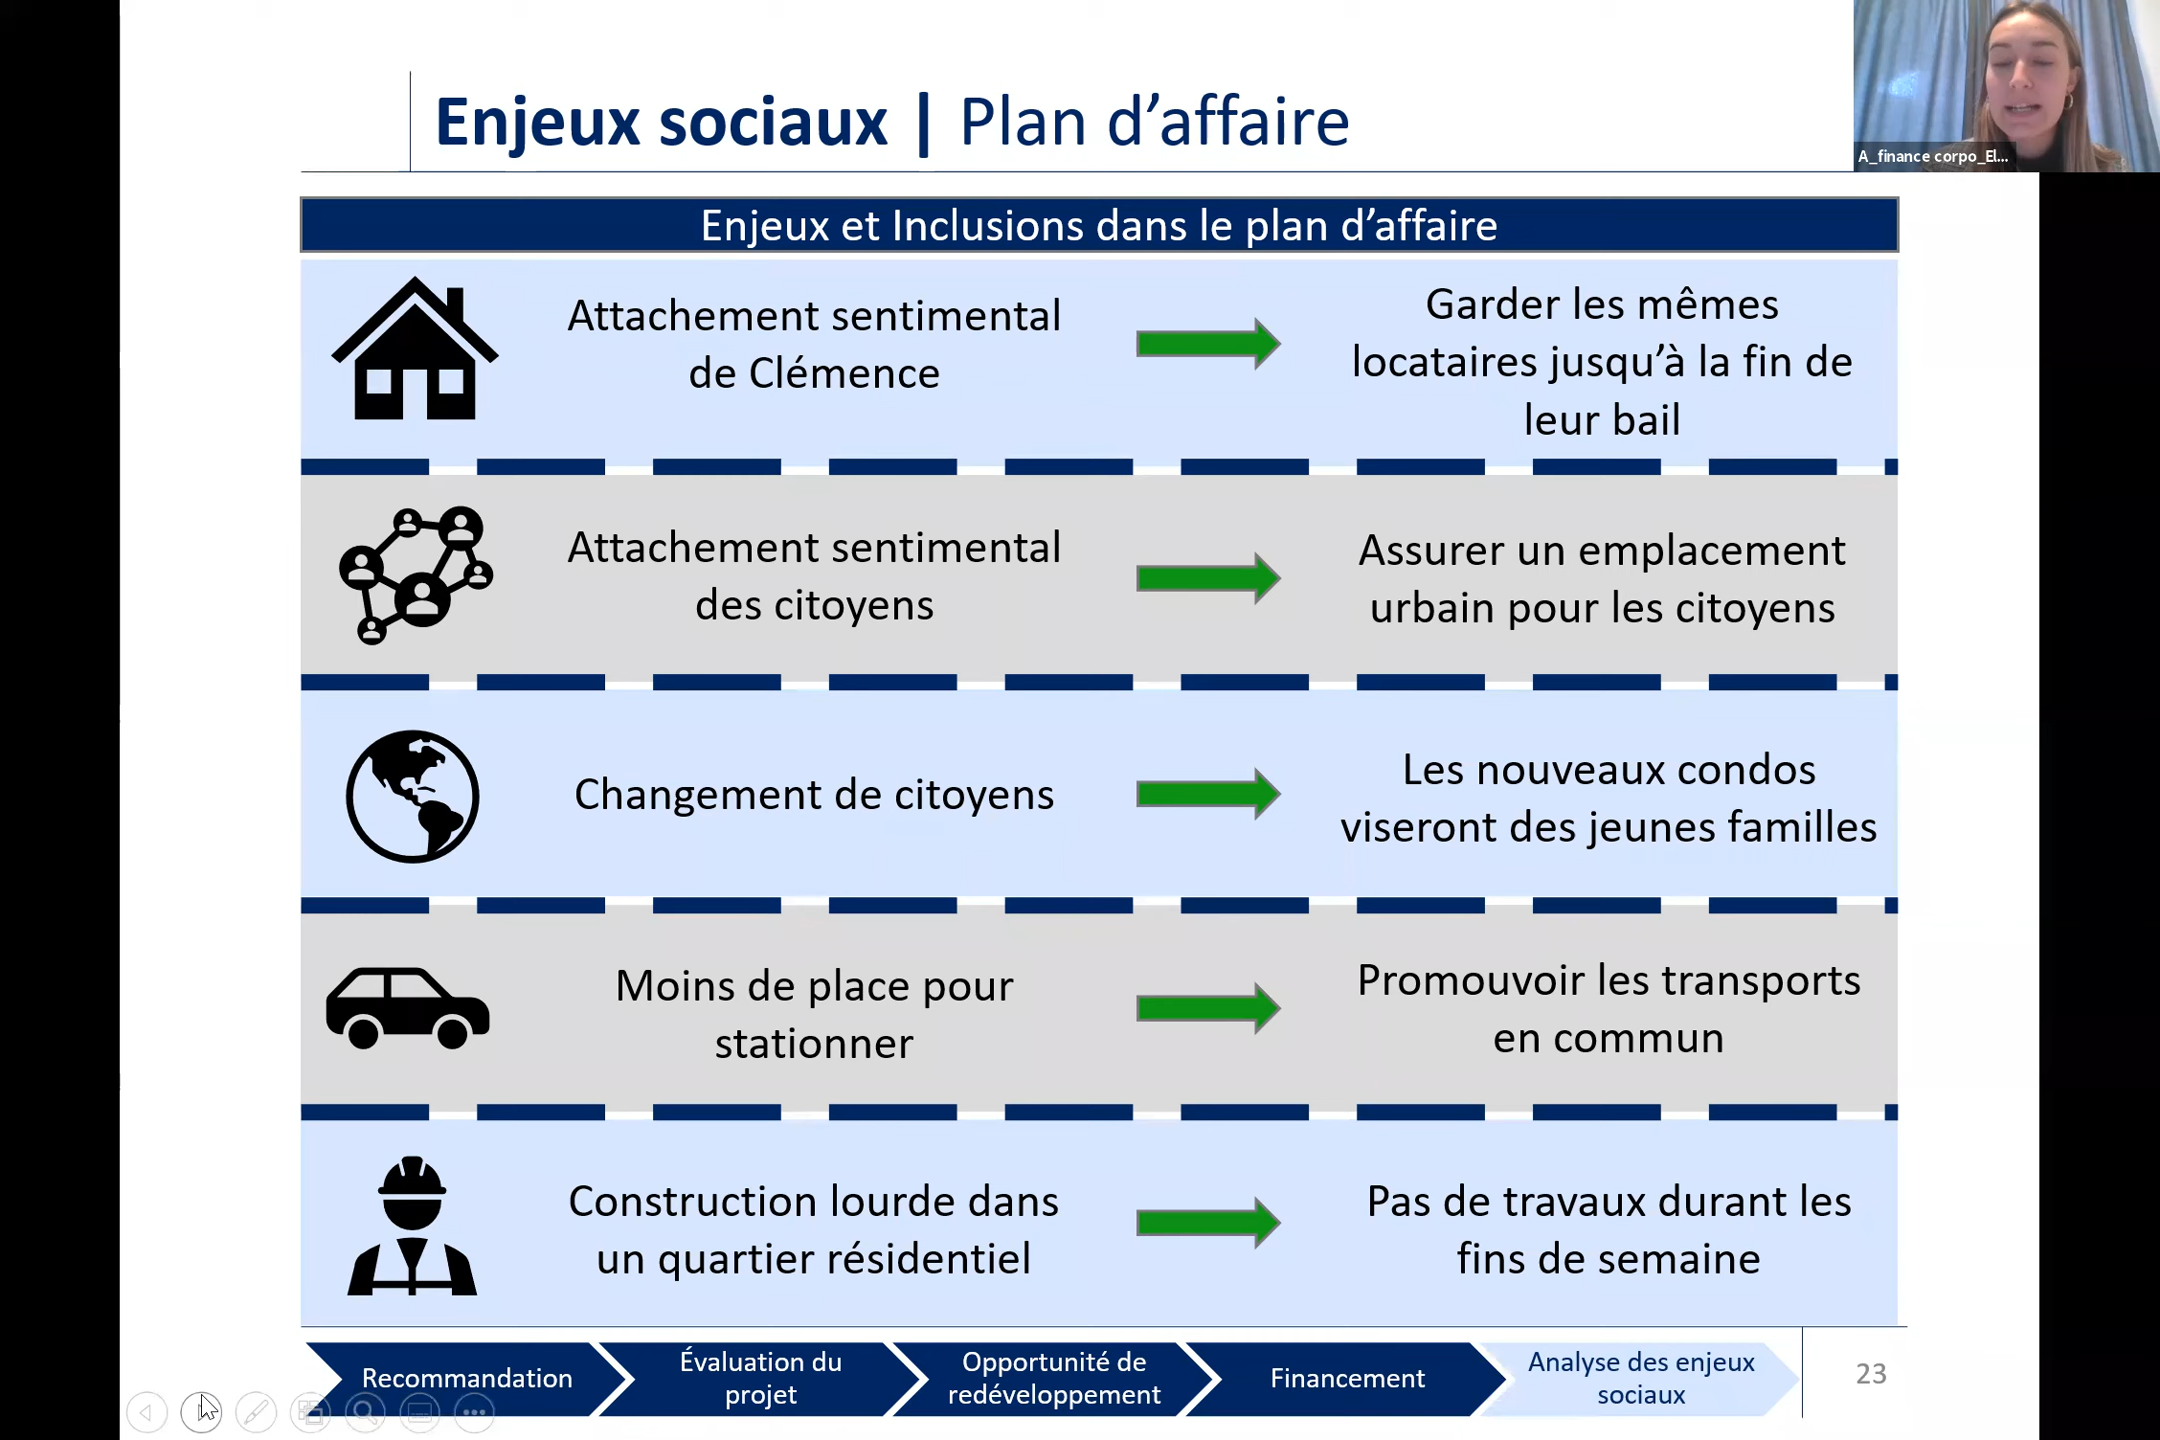 Enjeux sociaux | Plan d’affaire
A_finance corpo_El...
Enjeux et Inclusions dans le plan d’affaire
Attachement sentimental
de Clémence
Garder les mêmes
locataires jusqu’à la fin de
leur bail
Attachement sentimental
des citoyens
Assurer un emplacement
urbain pour les citoyens
Changement de citoyens
Les nouveaux condos
viseront des jeunes familles
Moins de place pour
stationner
Promouvoir les transports
en commun
Construction lourde dans
un quartier résidentiel
Pas de travaux durant les
fins de semaine
Recommandation
Évaluation du
projet
Opportunité de
redéveloppement
Financement
Analyse des enjeux
sociaux
23